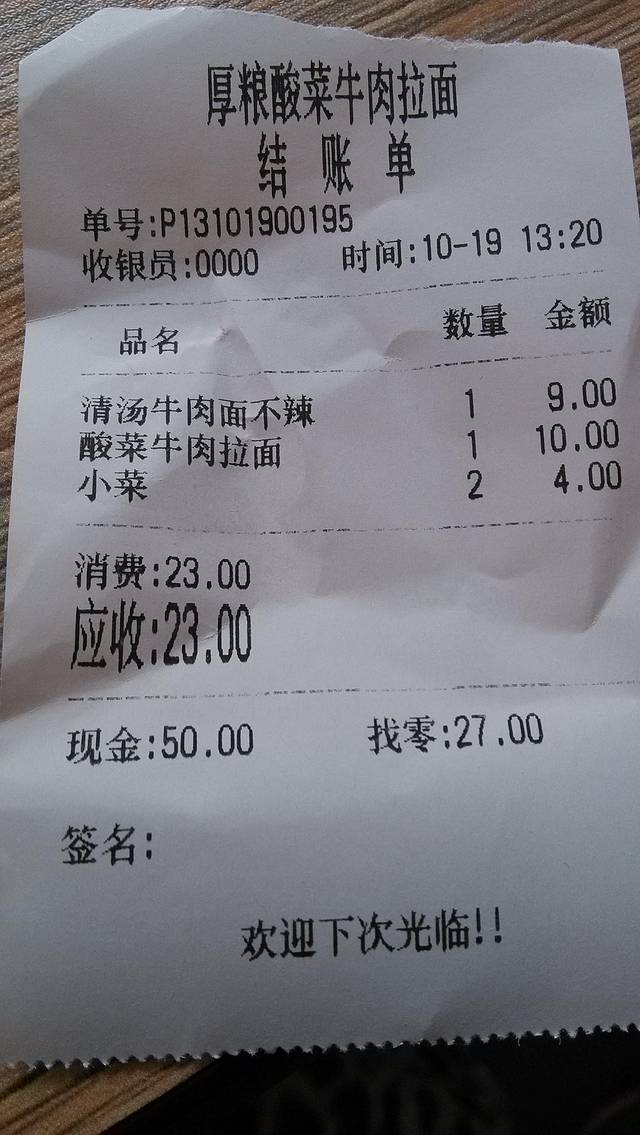 厚粮酸菜牛肉拉面
结 账 单
单号:P13101900195
收银员:0000 时间:10-19 13:20
品名 数量 金额
清汤牛肉面不辣 1 9.00
酸菜牛肉拉面 1 10.00
小菜 2 4.00
消费:23.00
应收:23.00
现金:50.00 找零:27.00
签名:
欢迎下次光临!!